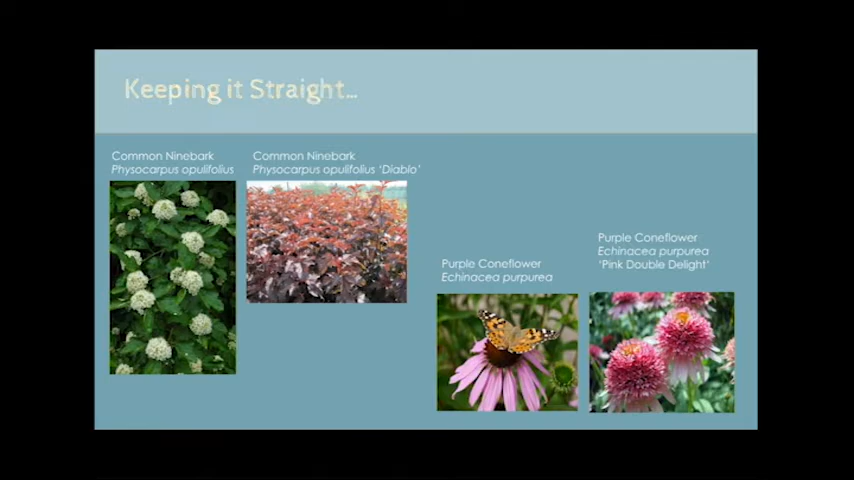 Keeping it Straight...
Common Ninebark
Physocarpus opulifolius
Common Ninebark
Physocarpus opulifolius ‘Diablo’
Purple Coneflower
Echinacea purpurea
Purple Coneflower
Echinacea purpurea
‘Pink Double Delight’